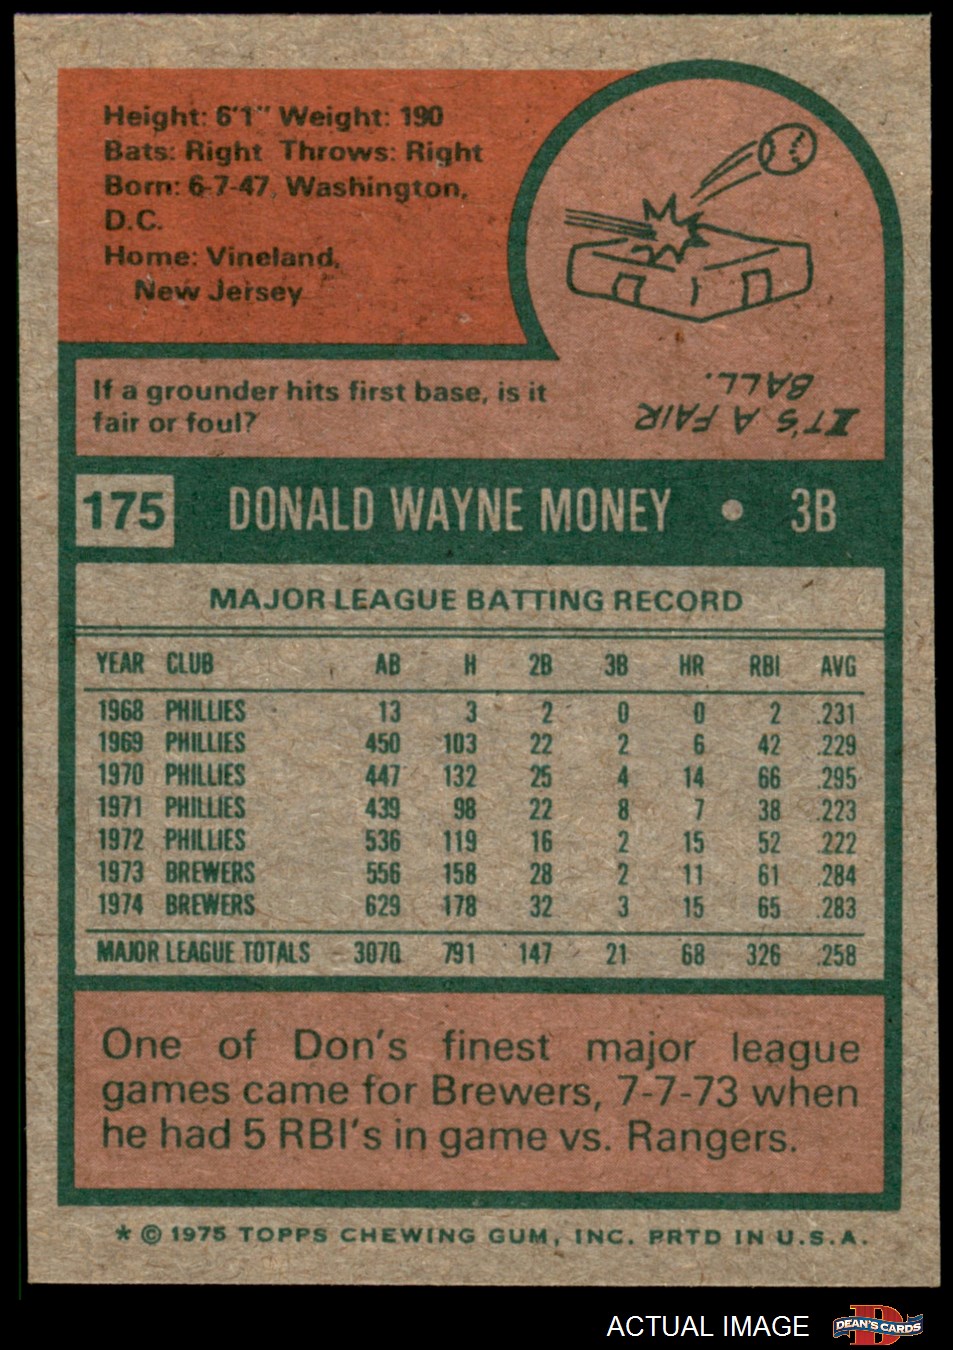 Height: 6'1" Weight: 190
Bats: Right Throws: Right
Born: 6-7-47, Washington,
D.C.
Home: Vineland,
New Jersey
If a grounder hits first base, is it
fair or foul?
IT'S A FAIR
BALL.
175 DONALD WAYNE MONEY • 3B
MAJOR LEAGUE BATTING RECORD
YEAR CLUB AB H 2B 3B HR RBI AVG
1968 PHILLIES 13 3 2 0 0 2 .231
1969 PHILLIES 450 103 22 2 6 42 .229
1970 PHILLIES 447 132 25 4 14 66 .295
1971 PHILLIES 439 98 22 8 7 38 .223
1972 PHILLIES 536 119 16 2 15 52 .222
1973 BREWERS 556 158 28 2 11 61 .284
1974 BREWERS 629 178 32 3 15 65 .283
MAJOR LEAGUE TOTALS 3070 791 147 21 68 326 .258
One of Don's finest major league
games came for Brewers, 7-7-73 when
he had 5 RBI's in game vs. Rangers.
* © 1975 TOPPS CHEWING GUM, INC. PRTD IN U.S.A.
ACTUAL IMAGE D DEAN'S CARDS